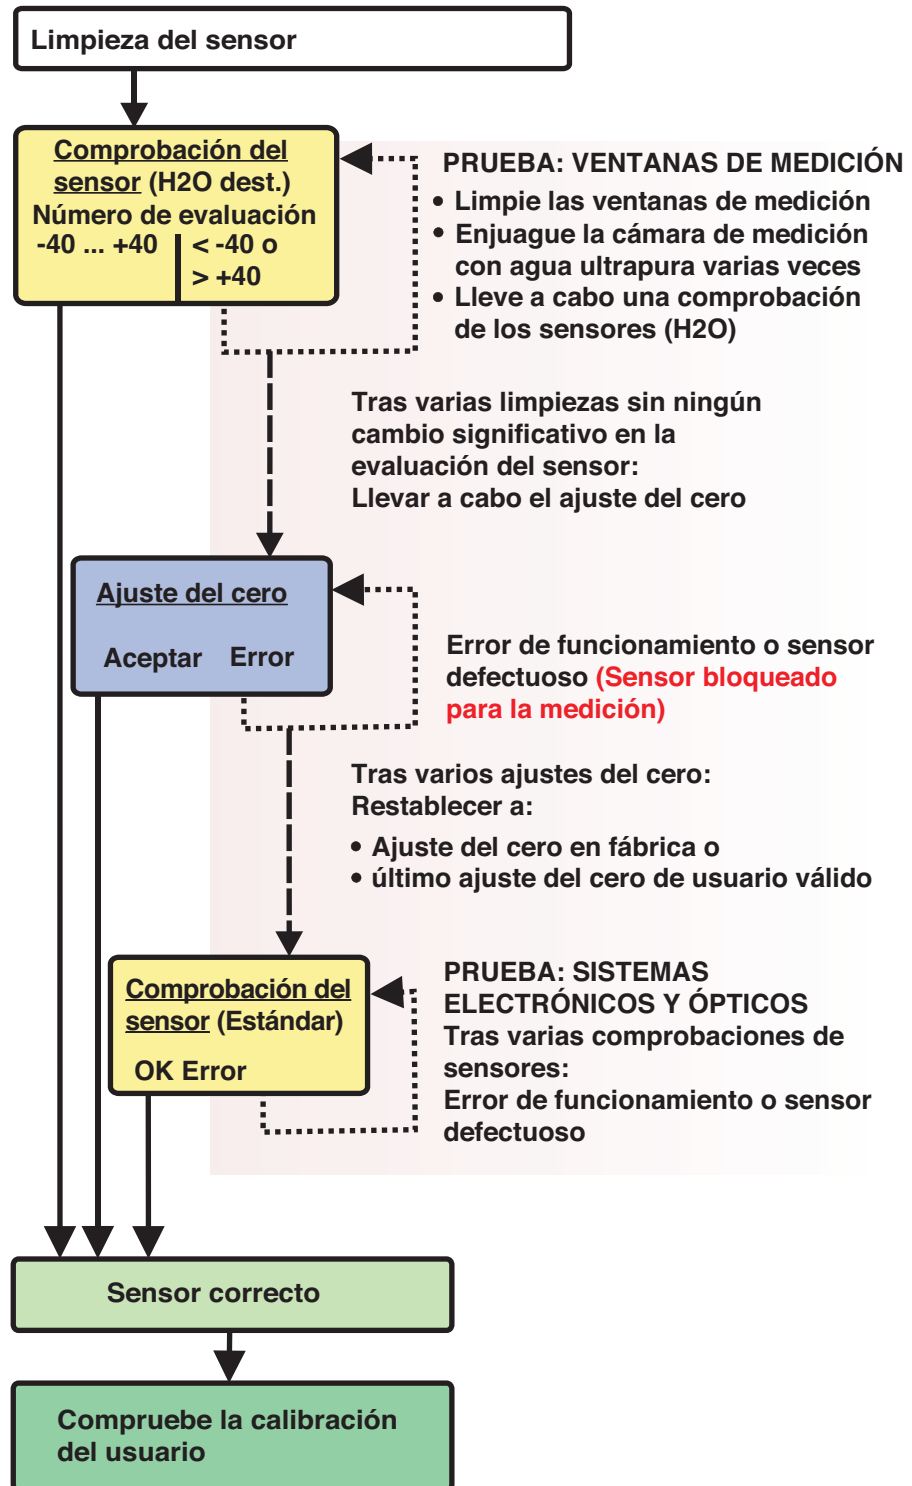 Limpieza del sensor
Comprobación del
sensor (H2O dest.)
Número de evaluación
-40 ... +40
< -40 o
> +40
PRUEBA: VENTANAS DE MEDICIÓN
• Limpie las ventanas de medición
• Enjuague la cámara de medición
con agua ultrapura varias veces
• Lleve a cabo una comprobación
de los sensores (H2O)
Tras varias limpiezas sin ningún
cambio significativo en la
evaluación del sensor:
Llevar a cabo el ajuste del cero
Ajuste del cero
Aceptar Error
Error de funcionamiento o sensor
defectuoso (Sensor bloqueado
para la medición)
Tras varios ajustes del cero:
Restablecer a:
• Ajuste del cero en fábrica o
• último ajuste del cero de usuario válido
Comprobación del
sensor (Estándar)
OK Error
PRUEBA: SISTEMAS
ELECTRÓNICOS Y ÓPTICOS
Tras varias comprobaciones de
sensores:
Error de funcionamiento o sensor
defectuoso
Sensor correcto
Compruebe la calibración
del usuario